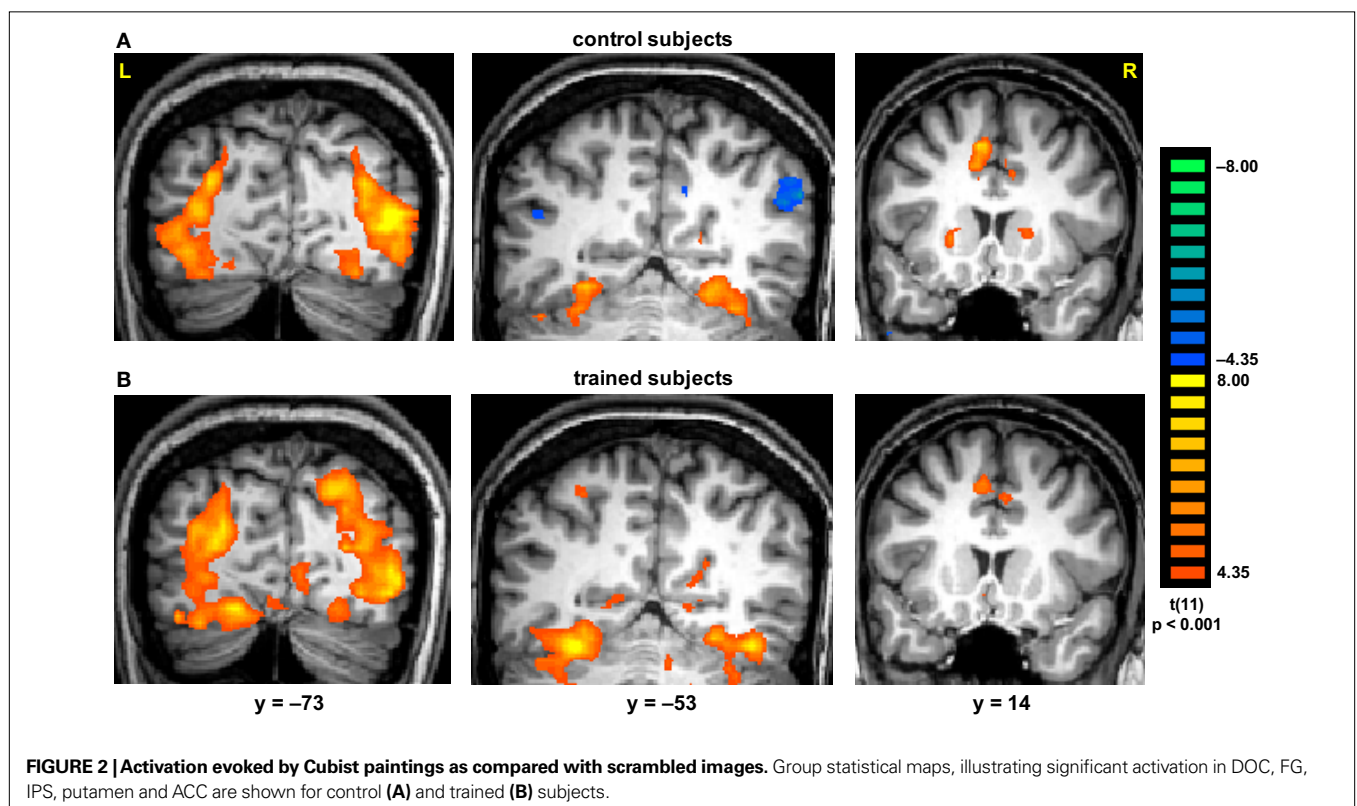 A
control subjects
L
R
–8.00
–4.35
8.00
4.35
t(11)
p < 0.001
B
trained subjects
y = –73
y = –53
y = 14
FIGURE 2 | Activation evoked by Cubist paintings as compared with scrambled images. Group statistical maps, illustrating significant activation in DOC, FG,
IPS, putamen and ACC are shown for control (A) and trained (B) subjects.